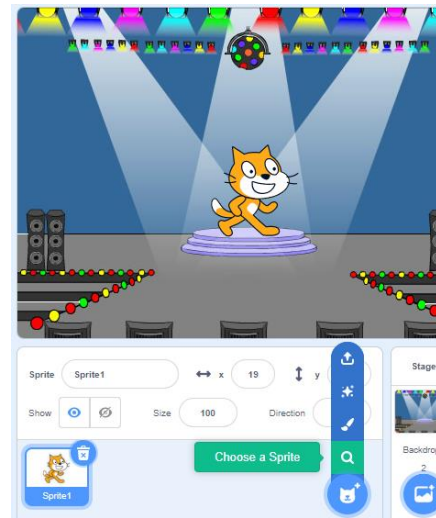 Sprite Sprite1 x 19 y
Stage
Show Size 100 Direction
Choose a Sprite
Backdrop
2
Sprite1